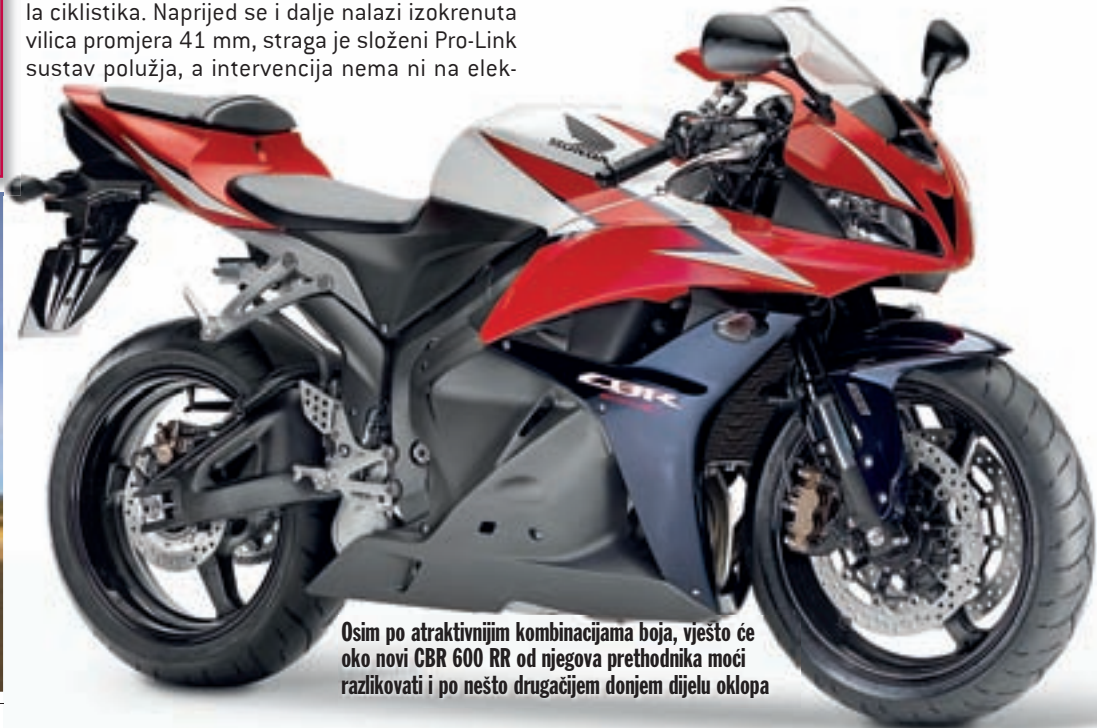 la ciklistika. Naprijed se i dalje nalazi izokrenuta
vilica promjera 41 mm, straga je složeni Pro-Link
sustav polužja, a intervencija nema ni na elek-
HONDA
CBR
Osim po atraktivnijim kombinacijama boja, vješto će
oko novi CBR 600 RR od njegova prethodnika moći
razlikovati i po nešto drugačijem donjem dijelu oklopa